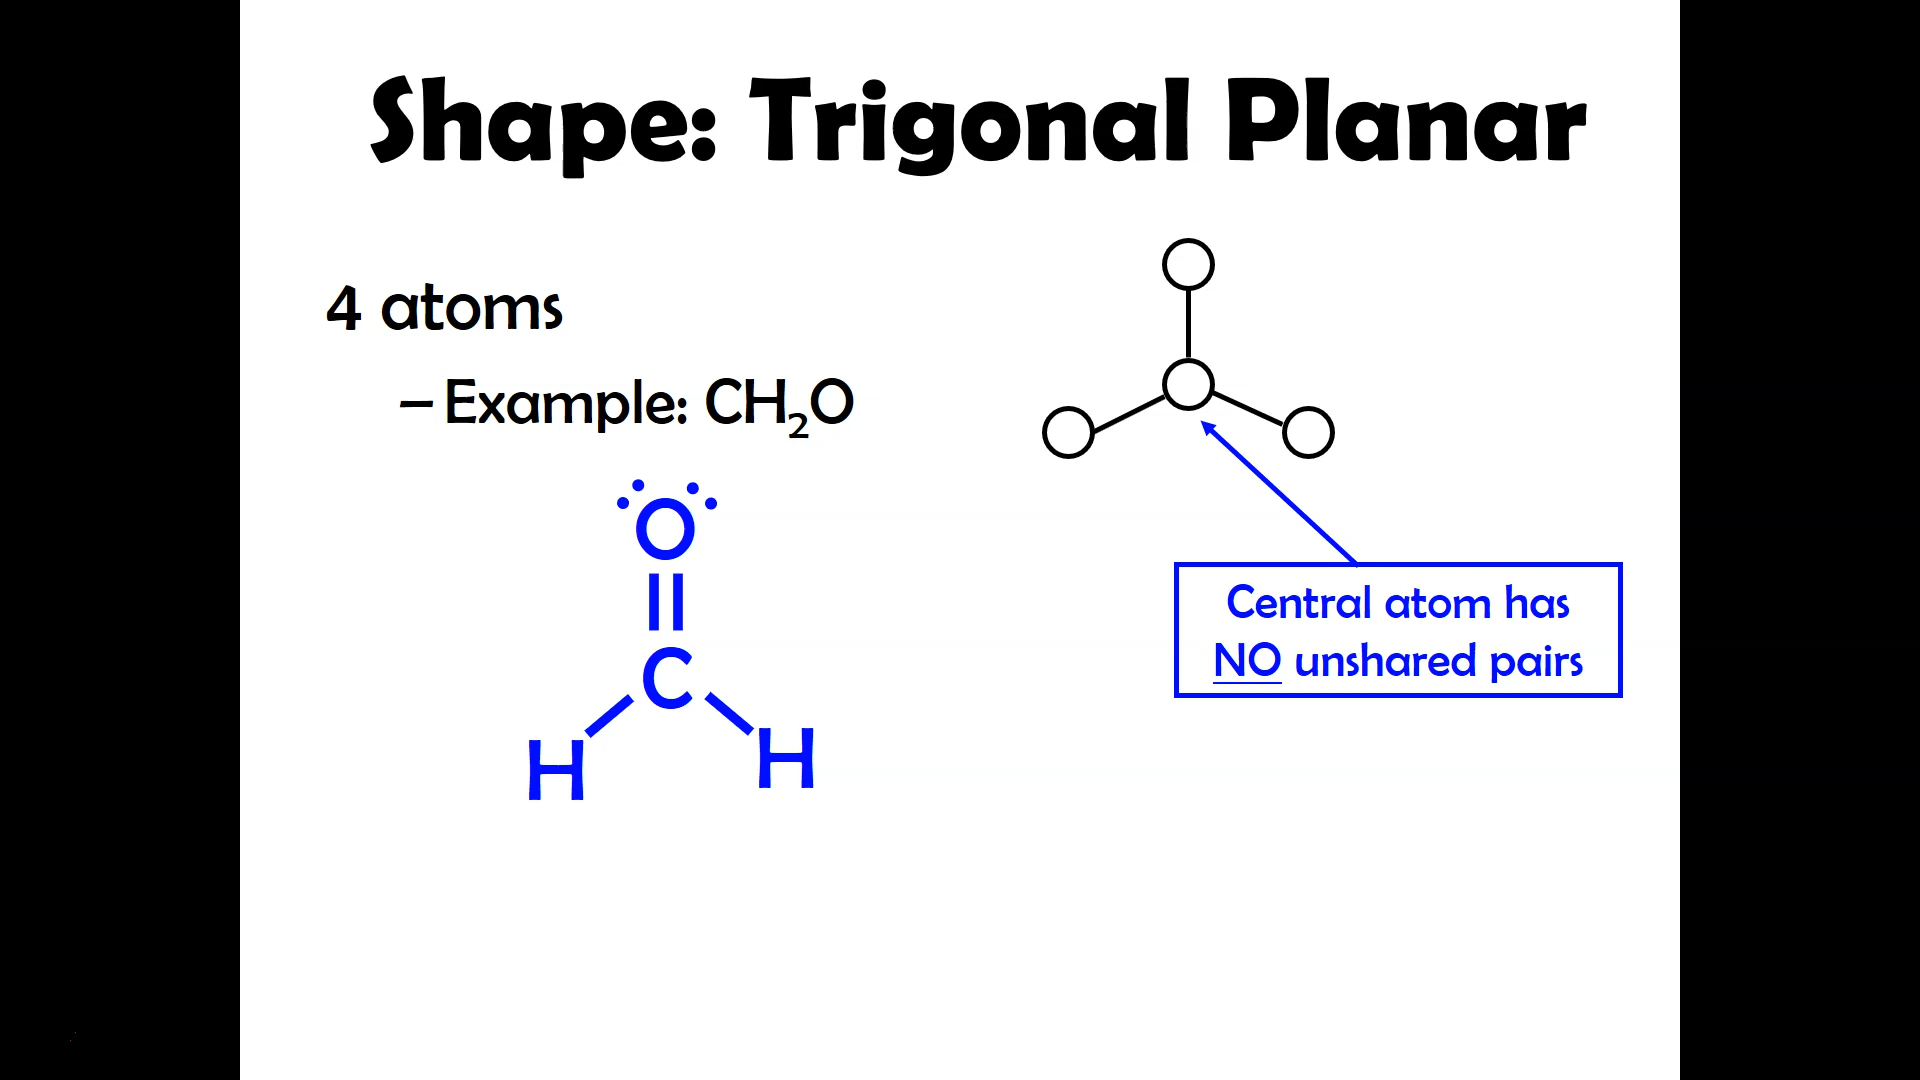 Shape: Trigonal Planar
4 atoms
– Example: CH₂O
O
C
H H
Central atom has
NO unshared pairs